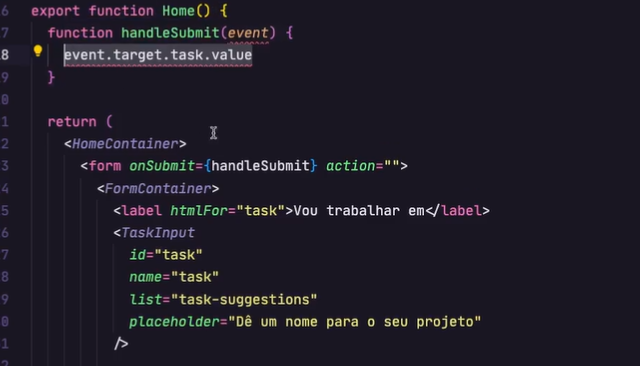 6 export function Home() {
7 function handleSubmit(event) {
8 event.target.task.value
9 }
0
1 return (
2 <HomeContainer>
3 <form onSubmit={handleSubmit} action="">
4 <FormContainer>
5 <label htmlFor="task">Vou trabalhar em</label>
6 <TaskInput
7 id="task"
8 name="task"
9 list="task-suggestions"
0 placeholder="Dê um nome para o seu projeto"
1 />
2